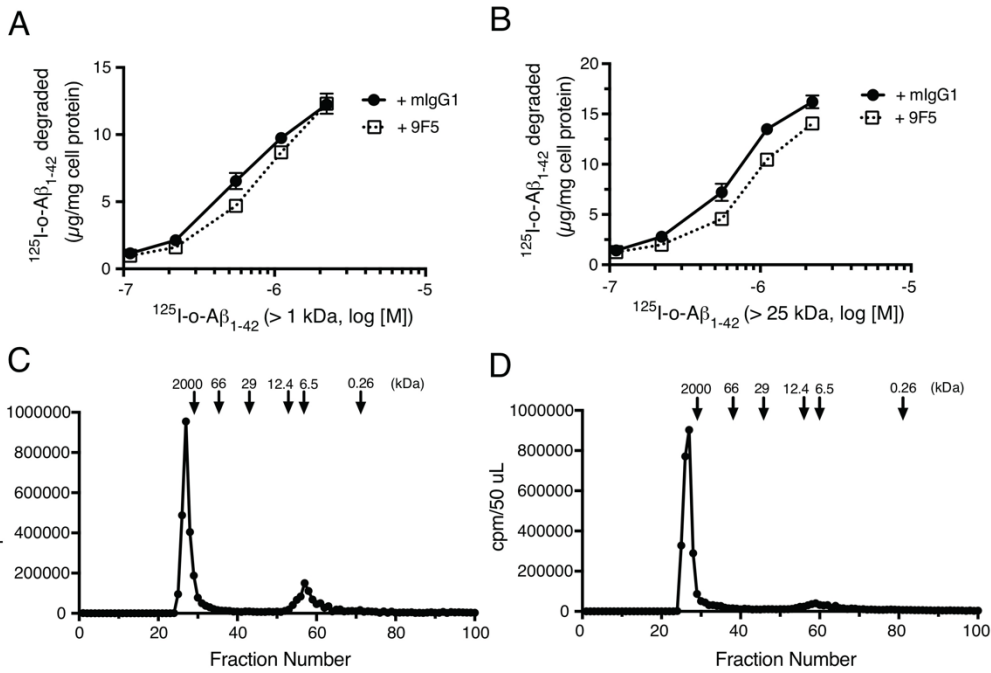 A
¹²⁵I-o-Aβ₁₋₄₂ degraded
(µg/mg cell protein)
15
10
5
0
-7
-6
-5
¹²⁵I-o-Aβ₁₋₄₂ (> 1 kDa, log [M])
+ mIgG1
+ 9F5
B
¹²⁵I-o-Aβ₁₋₄₂ degraded
(µg/mg cell protein)
20
15
10
5
0
-7
-6
-5
¹²⁵I-o-Aβ₁₋₄₂ (> 25 kDa, log [M])
+ mIgG1
+ 9F5
C
2000 66 29 12.4 6.5 0.26 (kDa)
1000000
800000
600000
400000
200000
0
0 20 40 60 80 100
Fraction Number
D
2000 66 29 12.4 6.5 0.26 (kDa)
cpm/50 uL
1000000
800000
600000
400000
200000
0
0 20 40 60 80 100
Fraction Number